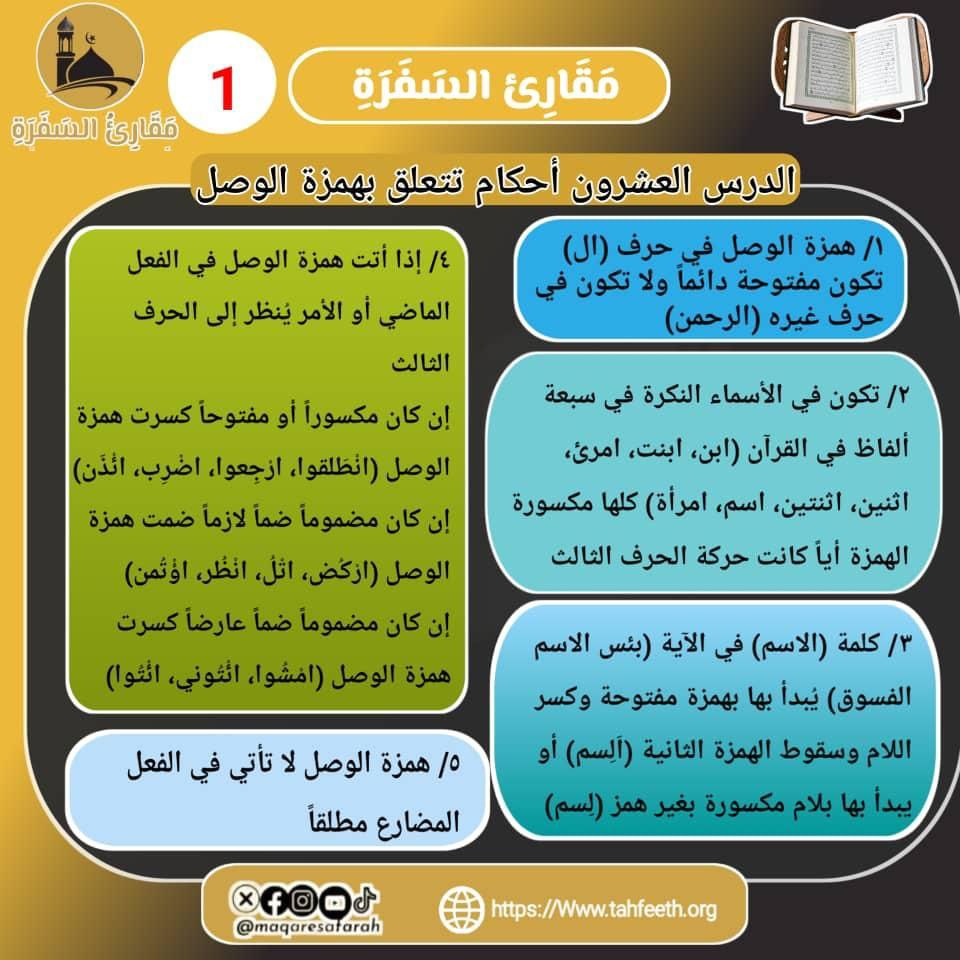 مَقَارِئُ السَفَرَةِ
1
مَقَارِئ السَفَرَةِ
الدرس العشرون أحكام تتعلق بهمزة الوصل
١/ همزة الوصل في حرف (ال)
تكون مفتوحة دائماً ولا تكون في
حرف غيره (الرحمن)
٢/ تكون في الأسماء النكرة في سبعة
ألفاظ في القرآن (ابن، ابنت، امرئ،
اثنين، اثنتين، اسم، امرأة) كلها مكسورة
الهمزة أياً كانت حركة الحرف الثالث
٣/ كلمة (الاسم) في الآية (بئس الاسم
الفسوق) يُبدأ بها بهمزة مفتوحة وكسر
اللام وسقوط الهمزة الثانية (اَلِسم) أو
يبدأ بها بلام مكسورة بغير همز (لِسم)
٤/ إذا أتت همزة الوصل في الفعل
الماضي أو الأمر يُنظر إلى الحرف
الثالث
إن كان مكسوراً أو مفتوحاً كسرت همزة
الوصل (انْطَلقوا، ارْجِعوا، اضْرِب، ائْذَن)
إن كان مضموماً ضماً لازماً ضمت همزة
الوصل (ارْكُض، اتْلُ، انْظُر، اؤْتُمن)
إن كان مضموماً ضماً عارضاً كسرت
همزة الوصل (امْشُوا، ائْتُوني، ائْتُوا)
٥/ همزة الوصل لا تأتي في الفعل
المضارع مطلقاً
@maqaresafarah
https://Www.tahfeeth.org